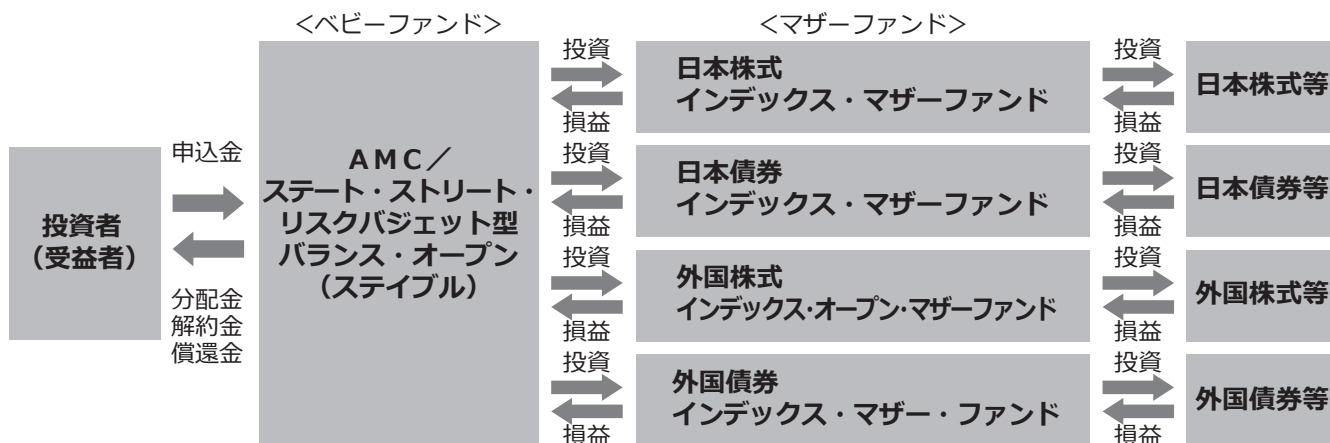 <ベビーファンド>
<マザーファンド>
投資者
（受益者）
申込金
分配金
解約金
償還金
ＡＭＣ／
ステート・ストリート・
リスクバジェット型
バランス・オープン
（ステイブル）
投資
損益
日本株式
インデックス・マザーファンド
投資
損益
日本株式等
投資
損益
日本債券
インデックス・マザーファンド
投資
損益
日本債券等
投資
損益
外国株式
インデックス・オープン・マザーファンド
投資
損益
外国株式等
投資
損益
外国債券
インデックス・マザー・ファンド
投資
損益
外国債券等